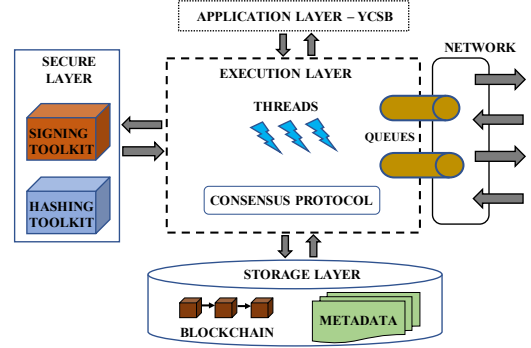 APPLICATION LAYER – YCSB
SECURE
LAYER
SIGNING
TOOLKIT
HASHING
TOOLKIT
EXECUTION LAYER
THREADS
QUEUES
CONSENSUS PROTOCOL
NETWORK
STORAGE LAYER
BLOCKCHAIN
METADATA